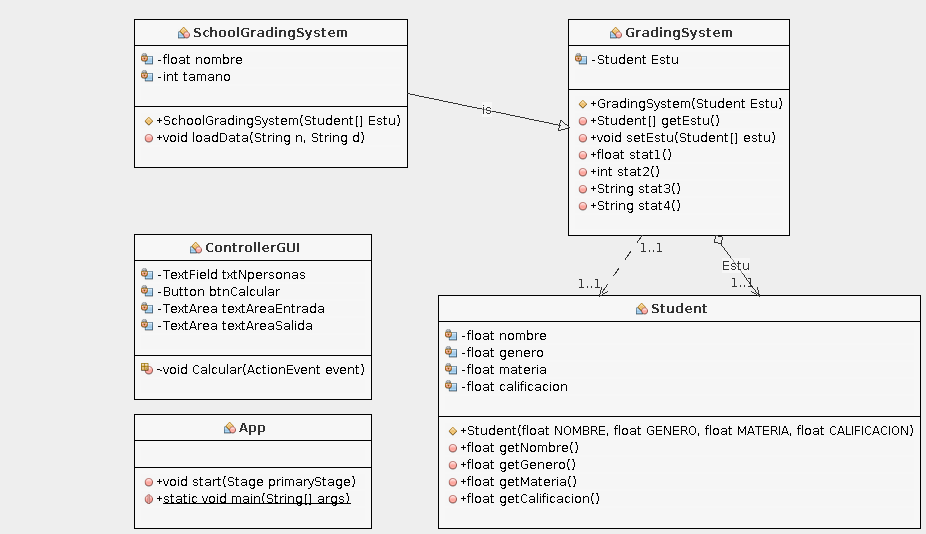 SchoolGradingSystem
-float nombre
-int tamano
+SchoolGradingSystem(Student[] Estu)
+void loadData(String n, String d)
is
GradingSystem
-Student Estu
+GradingSystem(Student Estu)
+Student[] getEstu()
+void setEstu(Student[] estu)
+float stat1()
+int stat2()
+String stat3()
+String stat4()
1..1
Estu
1..1
1..1
ControllerGUI
-TextField txtNpersonas
-Button btnCalcular
-TextArea textAreaEntrada
-TextArea textAreaSalida
~void Calcular(ActionEvent event)
App
+void start(Stage primaryStage)
+static void main(String[] args)
Student
-float nombre
-float genero
-float materia
-float calificacion
+Student(float NOMBRE, float GENERO, float MATERIA, float CALIFICACION)
+float getNombre()
+float getGenero()
+float getMateria()
+float getCalificacion()